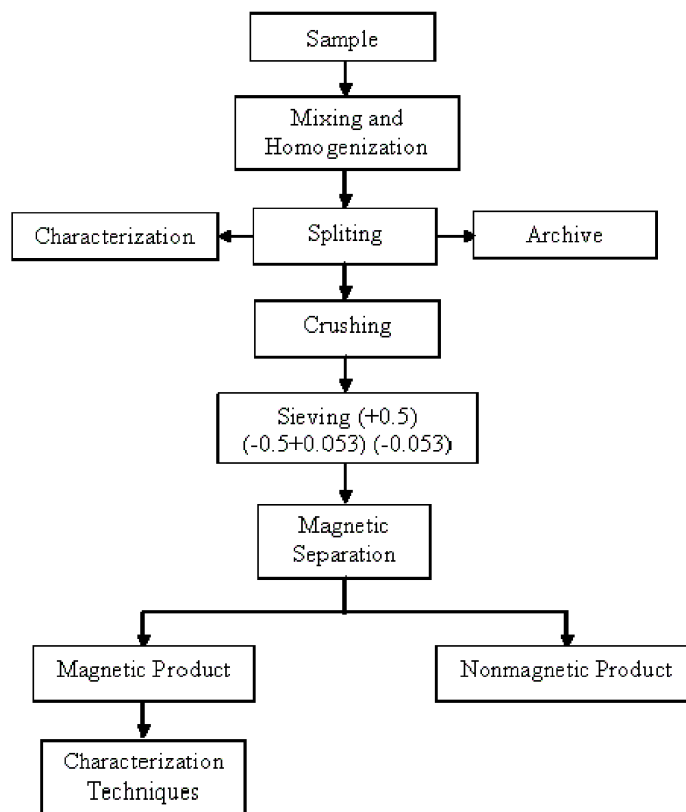 Sample
Mixing and
Homogenization
Characterization
Spliting
Archive
Crushing
Sieving (+0.5)
(-0.5+0.053) (-0.053)
Magnetic
Separation
Magnetic Product
Nonmagnetic Product
Characterization
Techniques